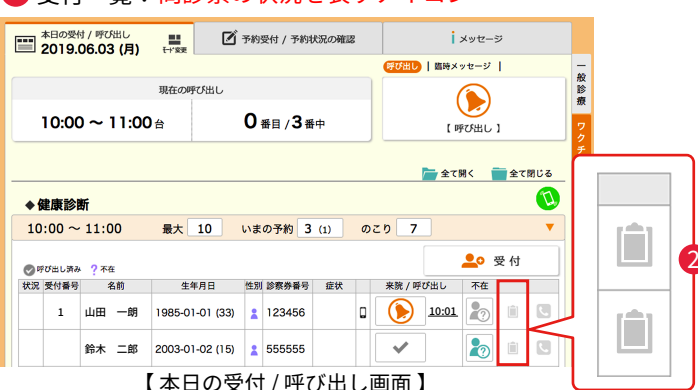 受付一覧：問診票の状況を表すアイコン
本日の受付 / 呼び出し
2019.06.03 (月)
ﾓｰﾄﾞ変更
予約受付 / 予約状況の確認
i メッセージ
呼び出し | 臨時メッセージ |
一般診療
ワクチ
現在の呼び出し
10:00 ～ 11:00 台
0 番目 / 3 番中
【 呼び出し 】
全て開く
全て閉じる
◆健康診断
10:00 ～ 11:00 最大 10 いまの予約 3 (1) のこり 7 ▼
受 付
呼び出し済み ? 不在
状況 受付番号 名前 生年月日 性別 診察券番号 症状 来院 / 呼び出し 不在
1 山田 一朗 1985-01-01 (33) 123456 10:01
鈴木 二郎 2003-01-02 (15) 555555
2
【 本日の受付 / 呼び出し画面 】